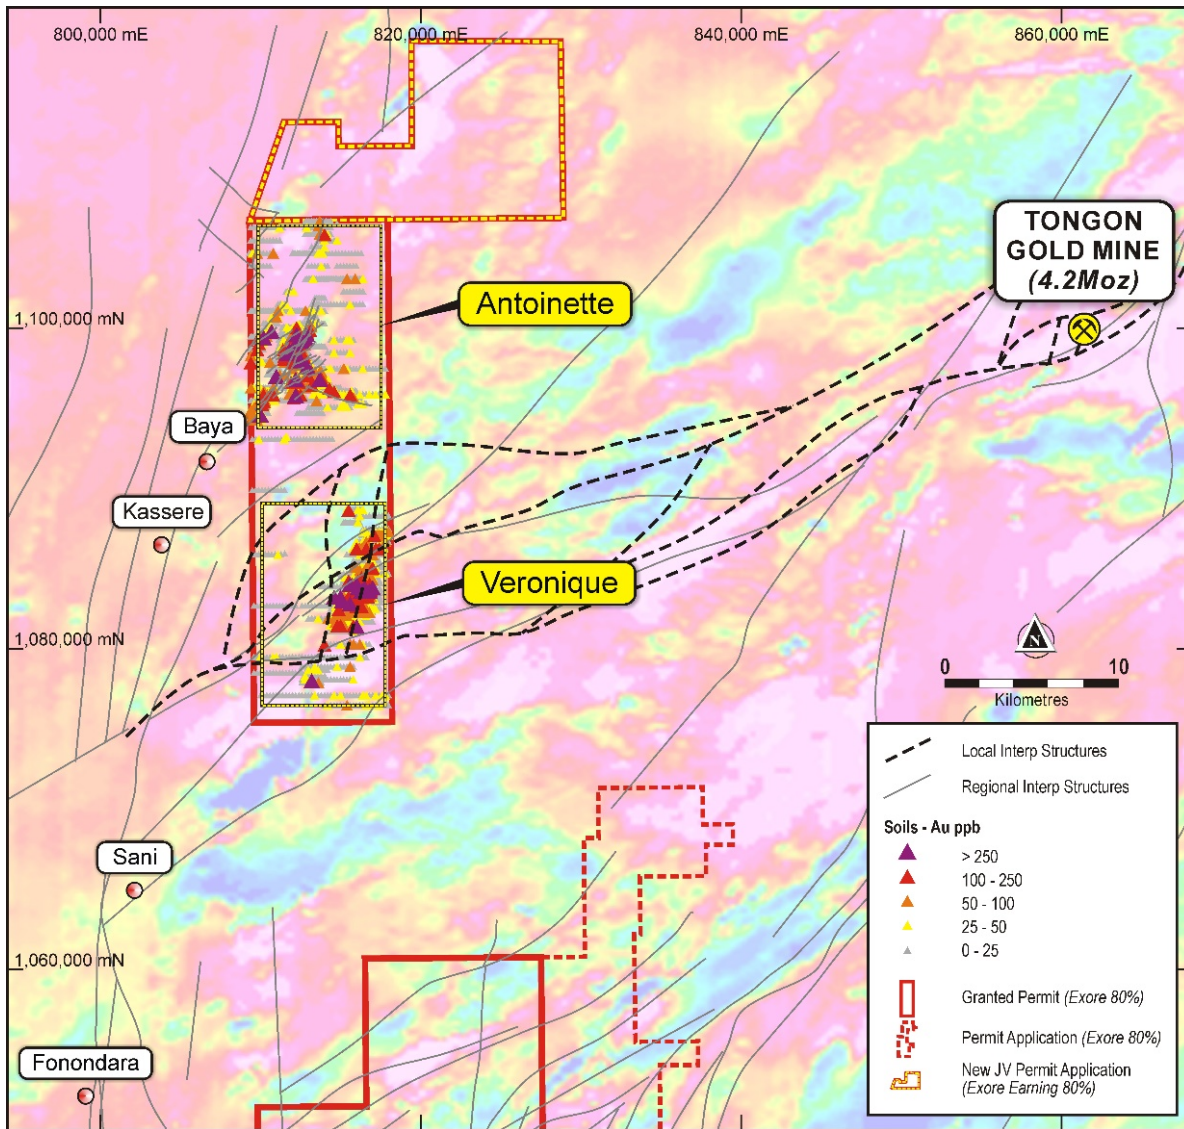 800,000 mE
820,000 mE
840,000 mE
860,000 mE
TONGON
GOLD MINE
(4.2Moz)
Antoinette
1,100,000 mN
Baya
Kassere
Veronique
1,080,000 mN
N
0 10
Kilometres
Local Interp Structures
Regional Interp Structures
Soils - Au ppb
> 250
100 - 250
50 - 100
25 - 50
0 - 25
Granted Permit (Exore 80%)
Permit Application (Exore 80%)
New JV Permit Application
(Exore Earning 80%)
Sani
1,060,000 mN
Fonondara